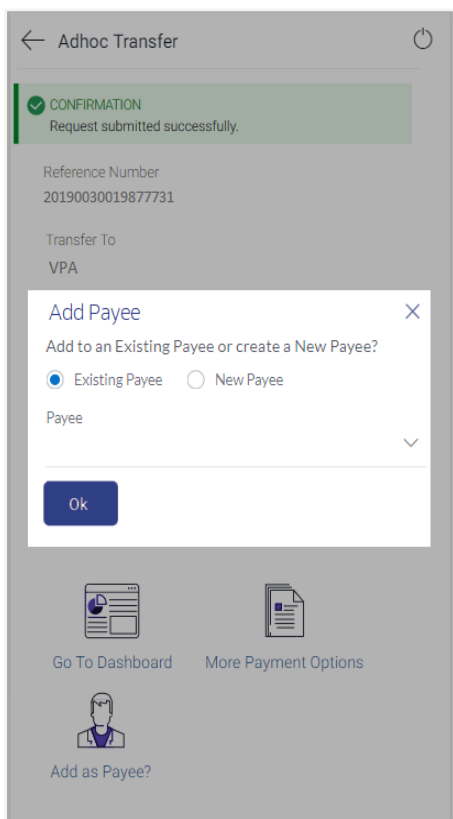 Adhoc Transfer
CONFIRMATION
Request submitted successfully.
Reference Number
20190030019877731
Transfer To
VPA
Add Payee
Add to an Existing Payee or create a New Payee?
Existing Payee New Payee
Payee
Ok
Go To Dashboard More Payment Options
Add as Payee?